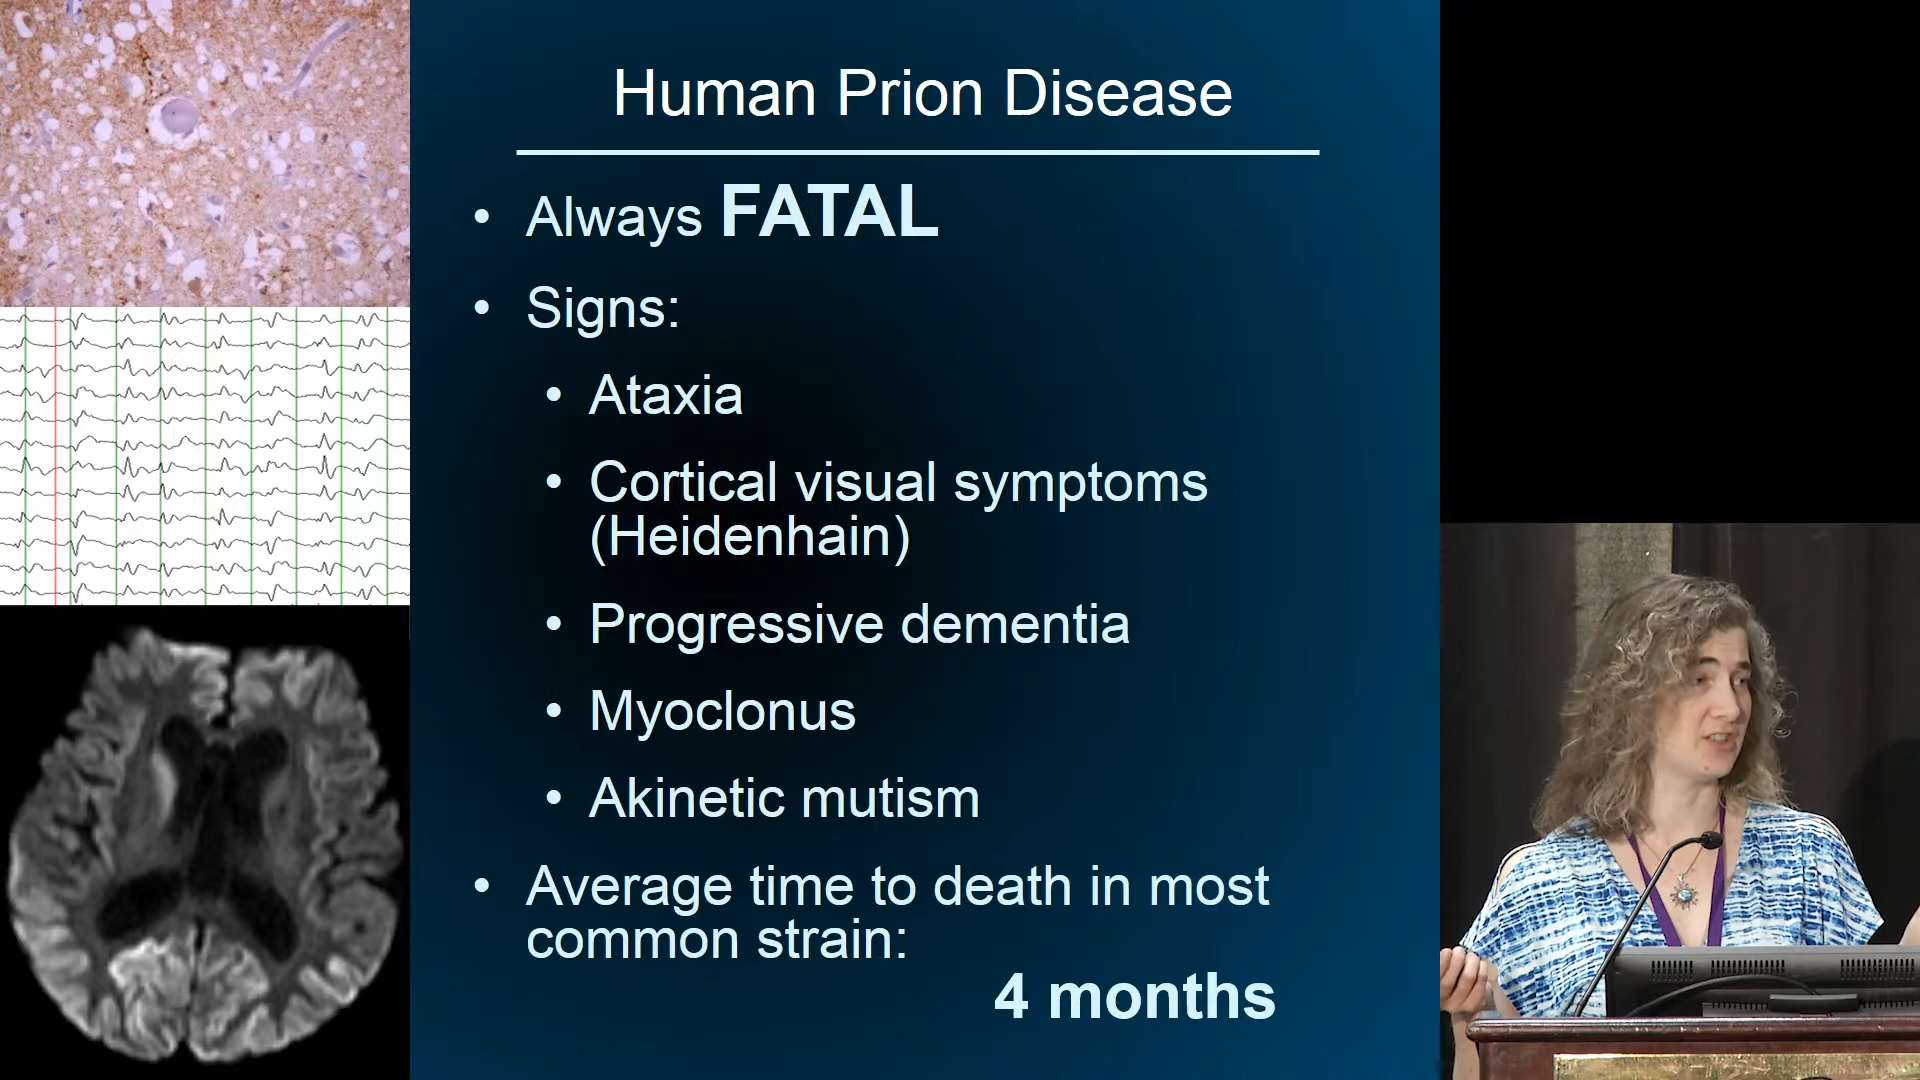 Human Prion Disease
• Always FATAL
• Signs:
• Ataxia
• Cortical visual symptoms
(Heidenhain)
• Progressive dementia
• Myoclonus
• Akinetic mutism
• Average time to death in most
common strain:
4 months